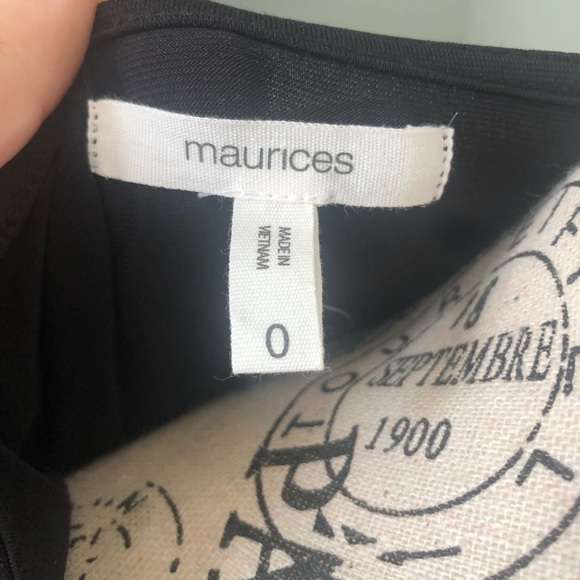 maurices
MADE IN
VIETNAM
0
18
SEPTEMBRE
1900